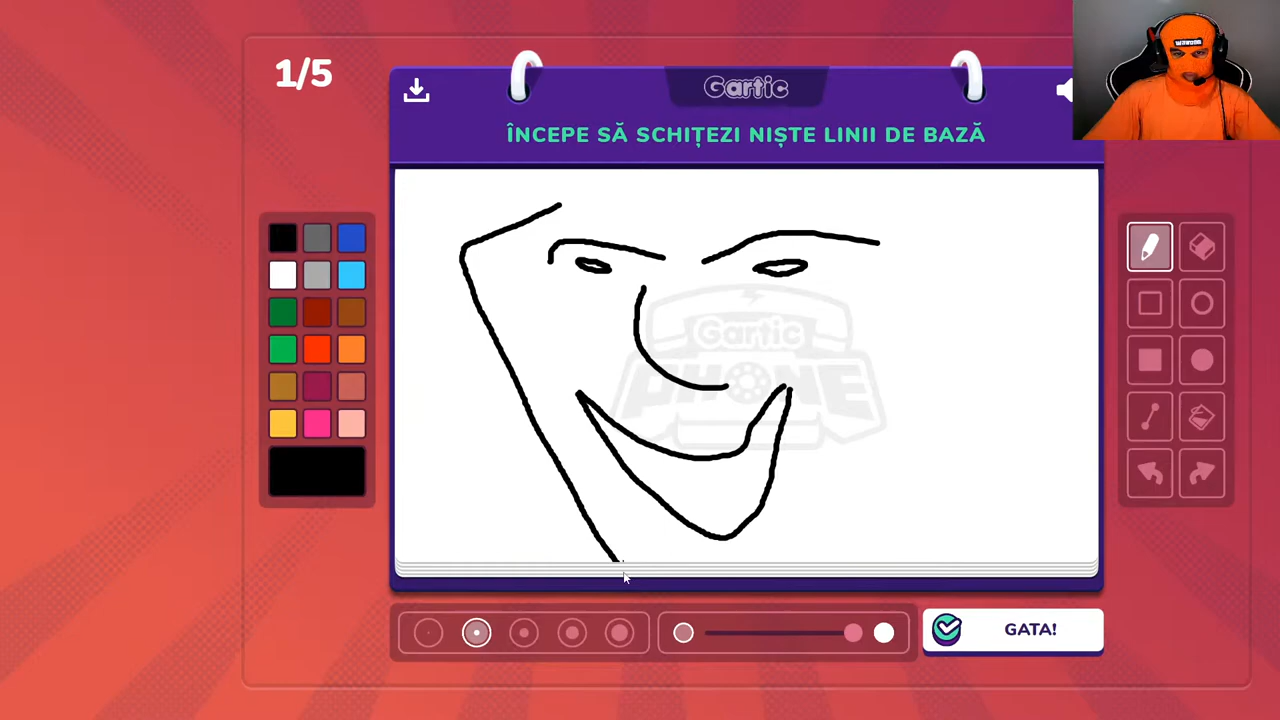 1/5
Gartic
ÎNCEPE SĂ SCHIȚEZI NIȘTE LINII DE BAZĂ
Gartic
PHONE
GATA!